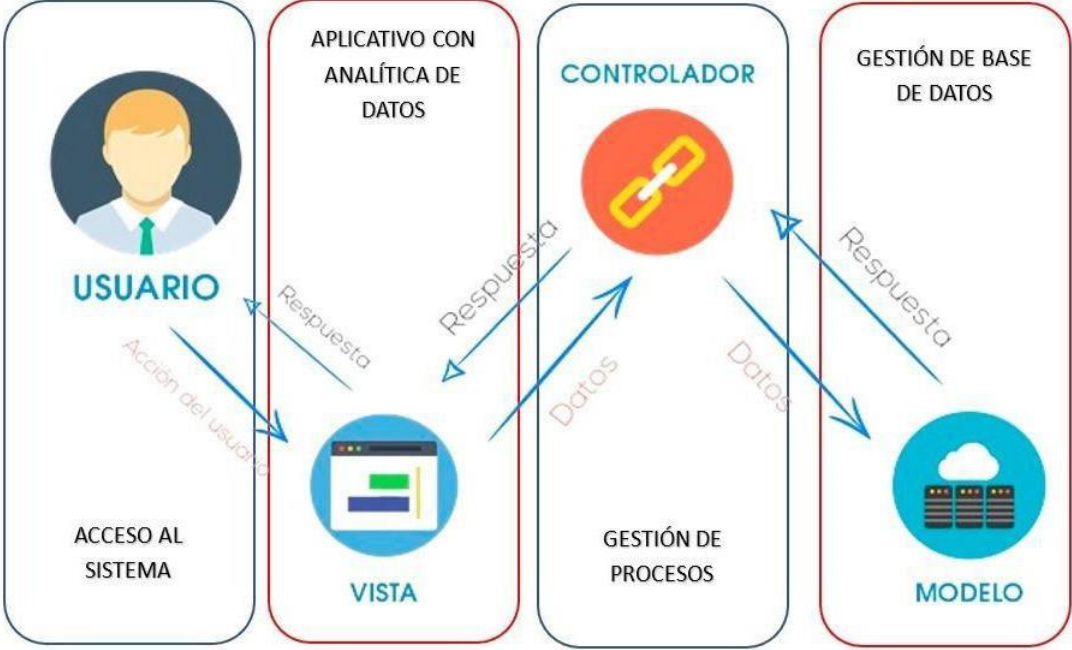 USUARIO
Respuesta
Acción del usuario
ACCESO AL
SISTEMA
APLICATIVO CON
ANALÍTICA DE
DATOS
VISTA
Respuesta
Datos
CONTROLADOR
GESTIÓN DE
PROCESOS
Datos
Respuesta
GESTIÓN DE BASE
DE DATOS
MODELO